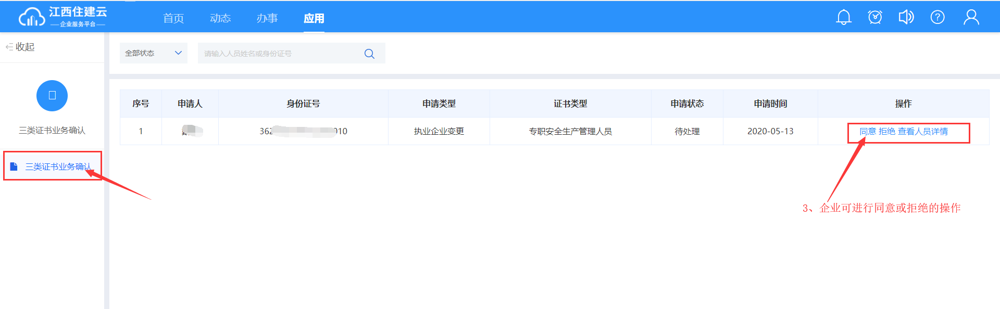 江西住建云
企业服务平台
首页 动态 办事 应用
收起
全部状态
请输入人员姓名或身份证号
三类证书业务确认
三类证书业务确认
序号 申请人 身份证号 申请类型 证书类型 申请状态 申请时间 操作
1 362 010 执业企业变更 专职安全生产管理人员 待处理 2020-05-13 同意 拒绝 查看人员详情
3、企业可进行同意或拒绝的操作